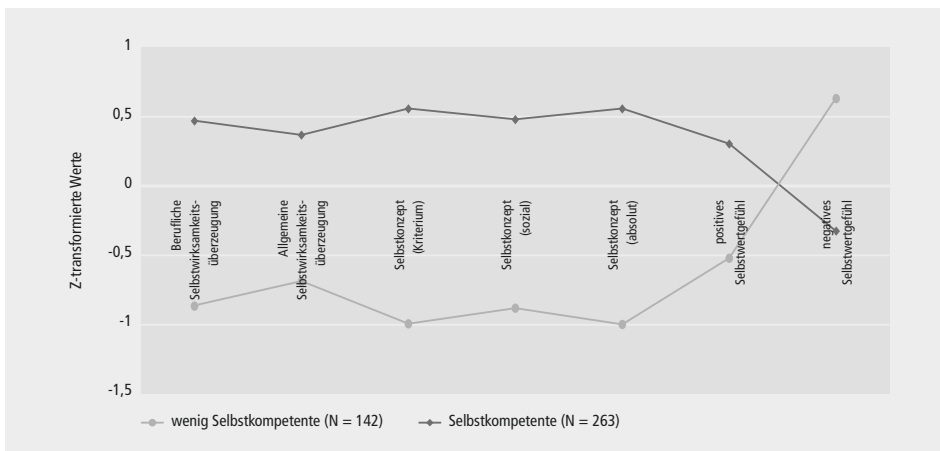 1
0,5
0
-0,5
-1
-1,5
Z-transformierte Werte
Berufliche
Selbstwirksamkeits-
überzeugung
Allgemeine
Selbstwirksamkeits-
überzeugung
Selbstkonzept
(Kriterium)
Selbstkonzept
(sozial)
Selbstkonzept
(absolut)
positives
Selbstwertgefühl
negatives
Selbstwertgefühl
wenig Selbstkompetente (N = 142)
Selbstkompetente (N = 263)